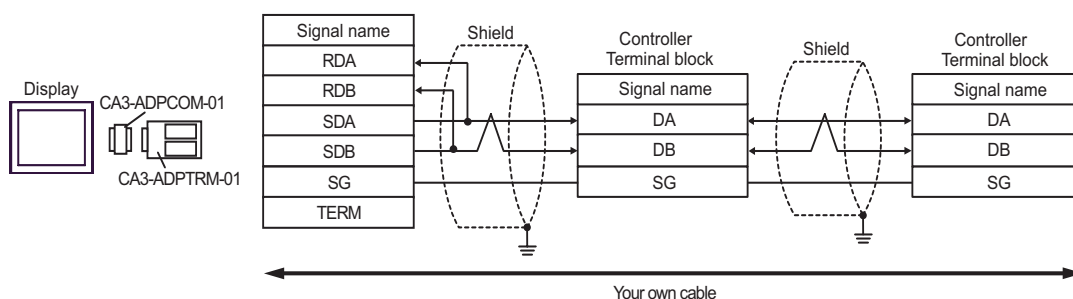 Display
CA3-ADPCOM-01
CA3-ADPTRM-01
Signal name
RDA
RDB
SDA
SDB
SG
TERM
Shield
Controller
Terminal block
Signal name
DA
DB
SG
Shield
Controller
Terminal block
Signal name
DA
DB
SG
Your own cable